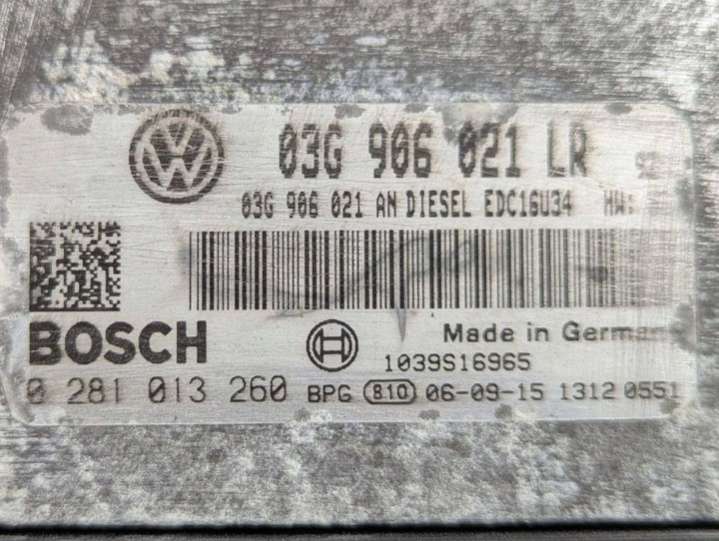 03G 906 021 LR
03G 906 021 AN DIESEL EDC16U34 HW:
BOSCH
Made in German
1039S16965
0 281 013 260 BPG 810 06-09-15 1312 0551